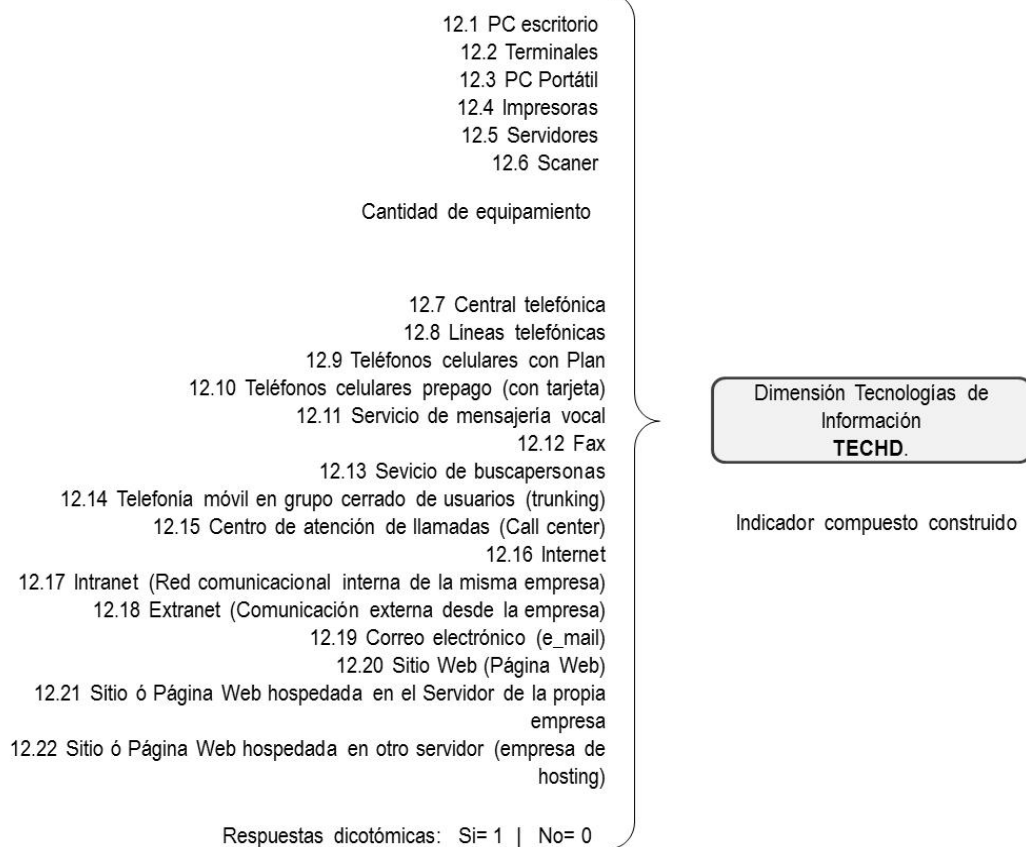 12.1 PC escritorio
12.2 Terminales
12.3 PC Portátil
12.4 Impresoras
12.5 Servidores
12.6 Scaner
Cantidad de equipamiento
12.7 Central telefónica
12.8 Líneas telefónicas
12.9 Teléfonos celulares con Plan
12.10 Teléfonos celulares prepago (con tarjeta)
12.11 Servicio de mensajería vocal
12.12 Fax
12.13 Sevicio de buscapersonas
12.14 Telefonía móvil en grupo cerrado de usuarios (trunking)
12.15 Centro de atención de llamadas (Call center)
12.16 Internet
12.17 Intranet (Red comunicacional interna de la misma empresa)
12.18 Extranet (Comunicación externa desde la empresa)
12.19 Correo electrónico (e_mail)
12.20 Sitio Web (Página Web)
12.21 Sítio ó Página Web hospedada en el Servidor de la propia
empresa
12.22 Sitio ó Página Web hospedada en otro servidor (empresa de
hosting)
Respuestas dicotómicas: Si= 1 | No= 0
Dimensión Tecnologías de
Información
TECHD.
Indicador compuesto construido